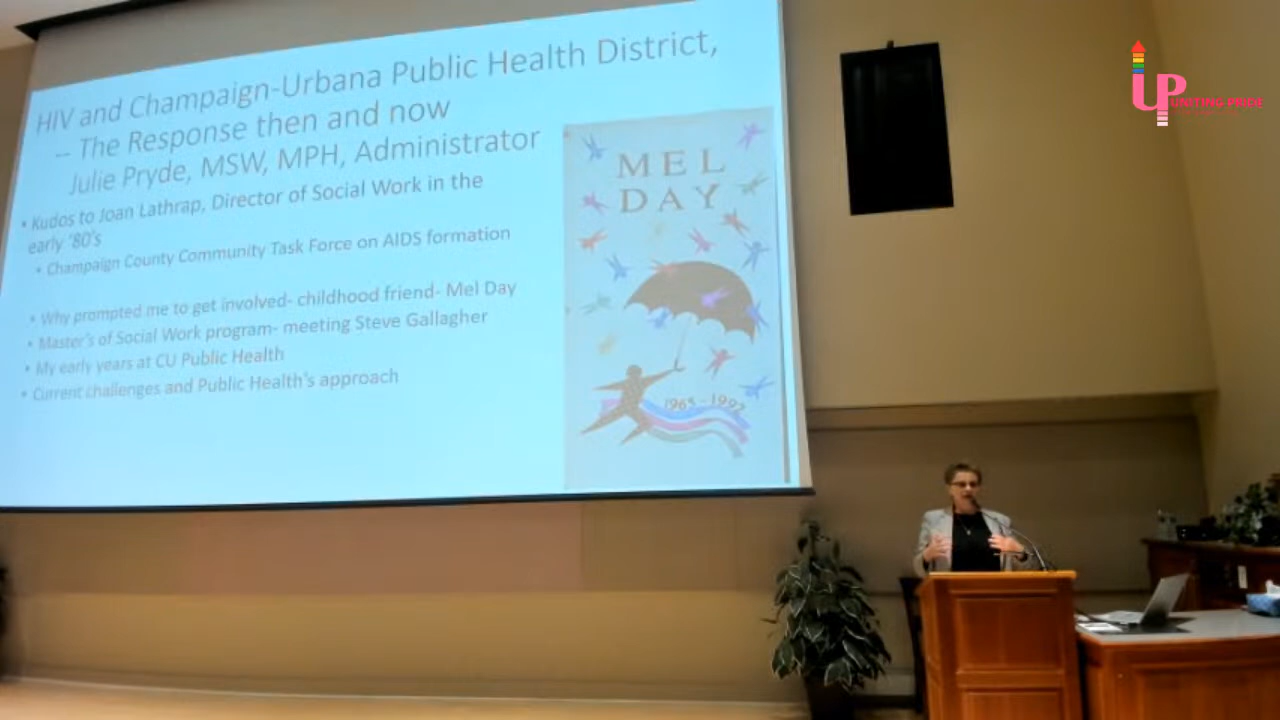 HIV and Champaign-Urbana Public Health District,
-- The Response then and now
Julie Pryde, MSW, MPH, Administrator
• Kudos to Joan Lathrap, Director of Social Work in the
early '80's
• Champaign County Community Task Force on AIDS formation
• Why prompted me to get involved- childhood friend- Mel Day
• Master's of Social Work program- meeting Steve Gallagher
• My early years at CU Public Health
• Current challenges and Public Health's approach
MEL
DAY
1965-1992
UP
UNITING PRIDE